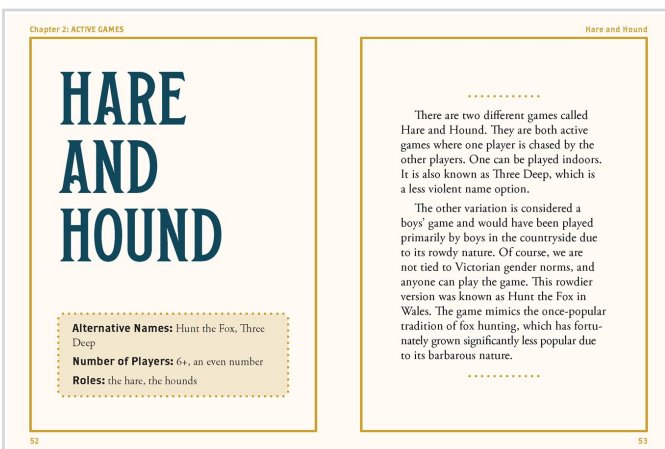 Chapter 2: ACTIVE GAMES
HARE
AND
HOUND
Alternative Names: Hunt the Fox, Three
Deep
Number of Players: 6+, an even number
Roles: the hare, the hounds
52
Hare and Hound
There are two different games called
Hare and Hound. They are both active
games where one player is chased by the
other players. One can be played indoors.
It is also known as Three Deep, which is
a less violent name option.
The other variation is considered a
boys’ game and would have been played
primarily by boys in the countryside due
to its rowdy nature. Of course, we are
not tied to Victorian gender norms, and
anyone can play the game. This rowdier
version was known as Hunt the Fox in
Wales. The game mimics the once-popular
tradition of fox hunting, which has fortu-
nately grown significantly less popular due
to its barbarous nature.
53